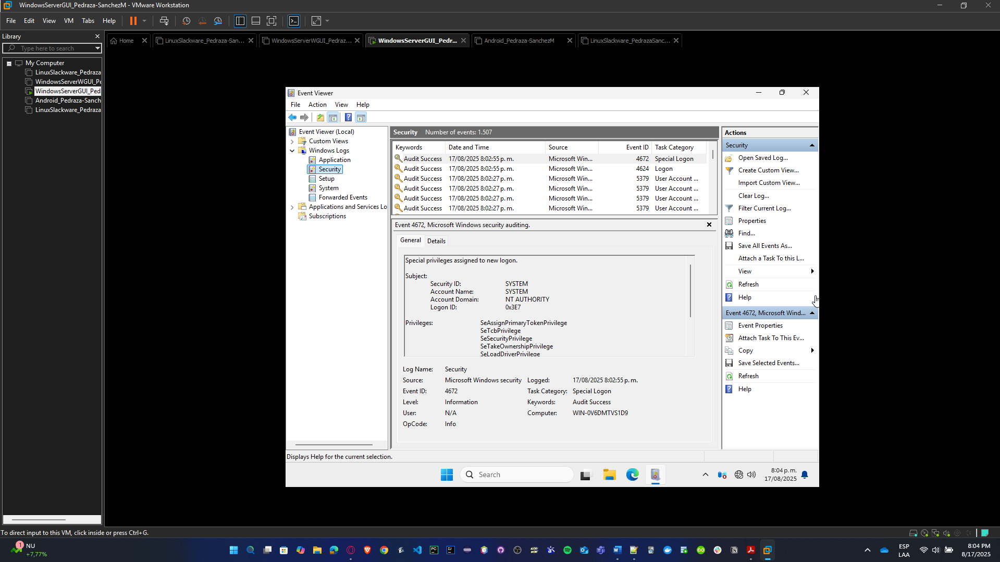 WindowsServerGUI_Pedraza-SanchezM - VMware Workstation
File Edit View VM Tabs Help
Library
Type here to search
My Computer
LinuxSlackware_Pedraza
WindowsServerWGUI_Pe
WindowsServerGUI_Ped
Android_Pedraza-Sanch
LinuxSlackware_Pedraza
Home
LinuxSlackware_Pedraza-San...
WindowsServerWGUI_Pedraz...
WindowsServerGUI_Pedr...
Android_Pedraza-SanchezM
LinuxSlackware_PedrazaSanc...
Event Viewer
File Action View Help
Event Viewer (Local)
Custom Views
Windows Logs
Application
Security
Setup
System
Forwarded Events
Applications and Services Lo
Subscriptions
Security Number of events: 1.507
Keywords Date and Time Source Event ID Task Category
Audit Success 17/08/2025 8:02:55 p. m. Microsoft Win... 4672 Special Logon
Audit Success 17/08/2025 8:02:55 p. m. Microsoft Win... 4624 Logon
Audit Success 17/08/2025 8:02:27 p. m. Microsoft Win... 5379 User Account ...
Audit Success 17/08/2025 8:02:27 p. m. Microsoft Win... 5379 User Account ...
Audit Success 17/08/2025 8:02:27 p. m. Microsoft Win... 5379 User Account ...
Audit Success 17/08/2025 8:02:27 p. m. Microsoft Win... 5379 User Account ...
Event 4672, Microsoft Windows security auditing.
General Details
Special privileges assigned to new logon.
Subject:
Security ID: SYSTEM
Account Name: SYSTEM
Account Domain: NT AUTHORITY
Logon ID: 0x3E7
Privileges: SeAssignPrimaryTokenPrivilege
SeTcbPrivilege
SeSecurityPrivilege
SeTakeOwnershipPrivilege
SeLoadDriverPrivilege
Log Name: Security
Source: Microsoft Windows security Logged: 17/08/2025 8:02:55 p. m.
Event ID: 4672 Task Category: Special Logon
Level: Information Keywords: Audit Success
User: N/A Computer: WIN-0V6DMTVS1D9
OpCode: Info
Actions
Security
Open Saved Log...
Create Custom View...
Import Custom View...
Clear Log...
Filter Current Log...
Properties
Find...
Save All Events As...
Attach a Task To this L...
View
Refresh
Help
Event 4672, Microsoft Wind...
Event Properties
Attach Task To This Ev...
Copy
Save Selected Events...
Refresh
Help
Displays Help for the current selection.
Search
8:04 p. m.
17/08/2025
To direct input to this VM, click inside or press Ctrl+G.
1
NU
+7,77%
PC
IJ
ESP
LAA
8:04 PM
8/17/2025